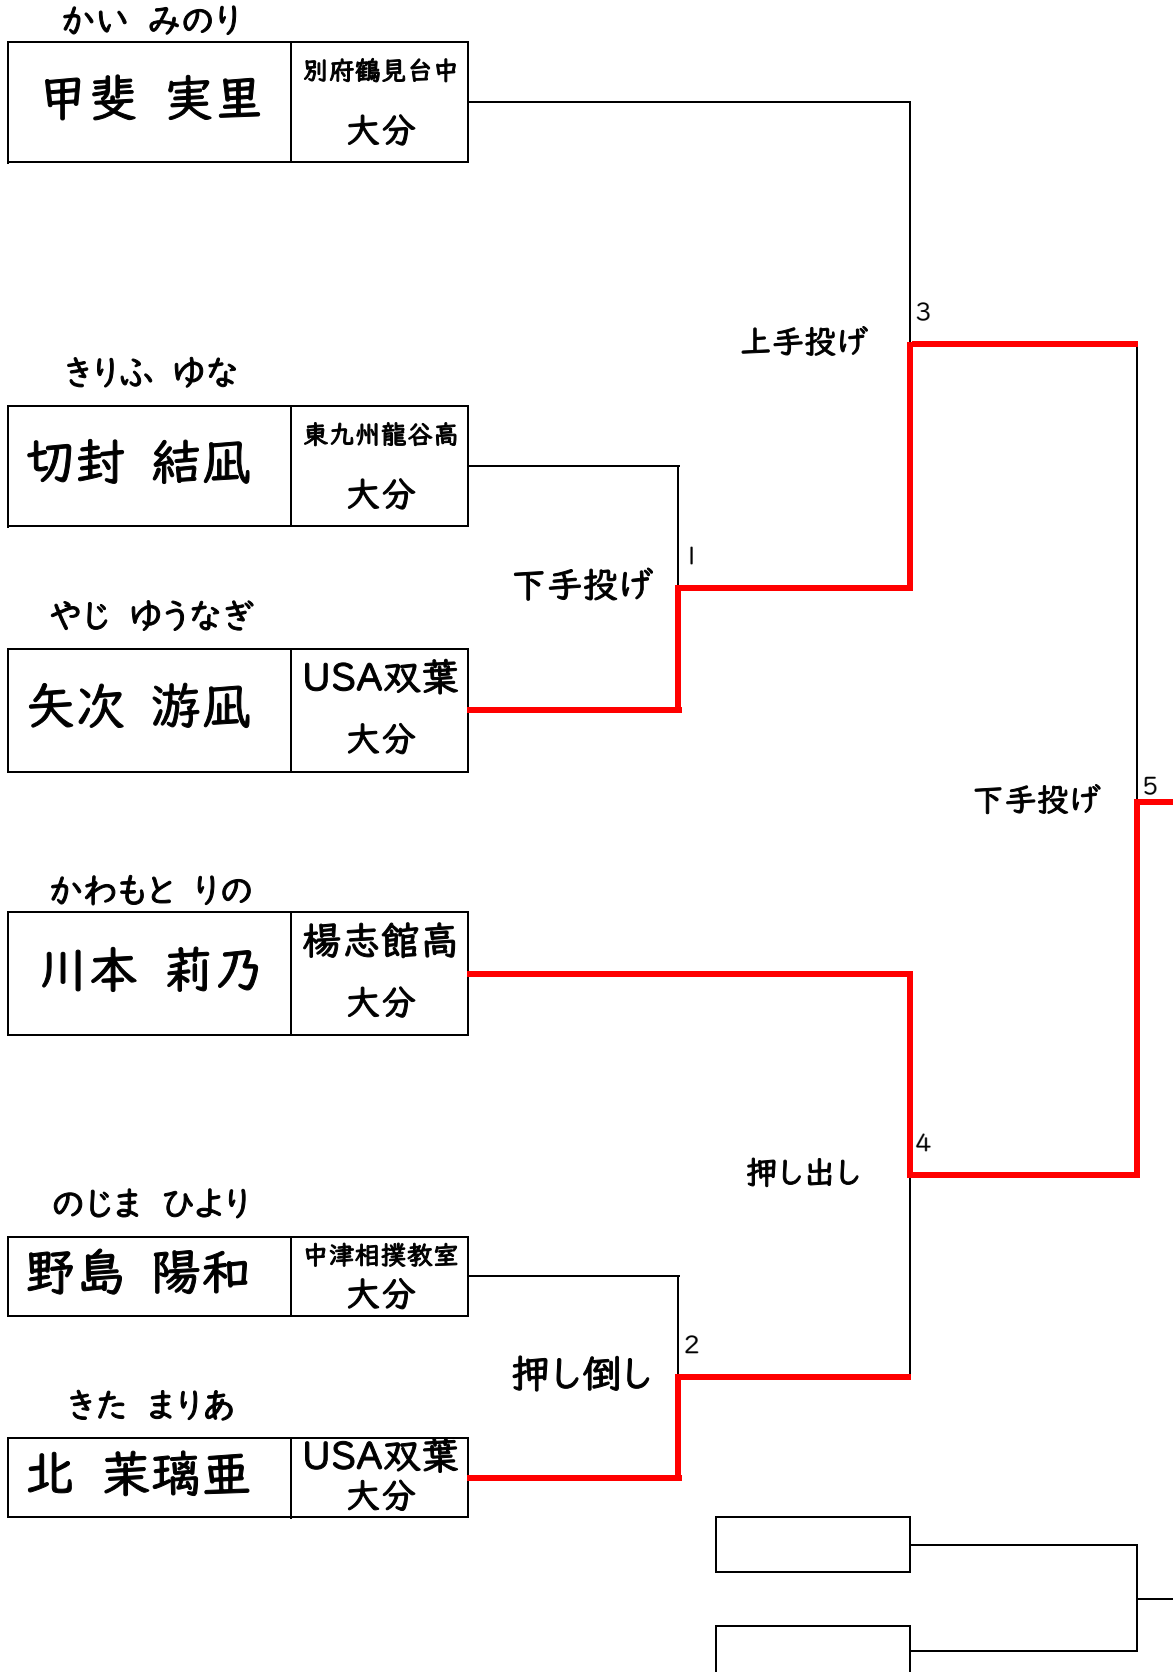 かい みのり
甲斐 実里
別府鶴見台中
大分
3
上手投げ
きりふ ゆな
切封 結凪
東九州龍谷高
大分
1
下手投げ
やじ ゆうなぎ
矢次 游凪
USA双葉
大分
5
下手投げ
かわもと りの
川本 莉乃
楊志館高
大分
4
押し出し
のじま ひより
野島 陽和
中津相撲教室
大分
2
押し倒し
きた まりあ
北 茉璃亜
USA双葉
大分